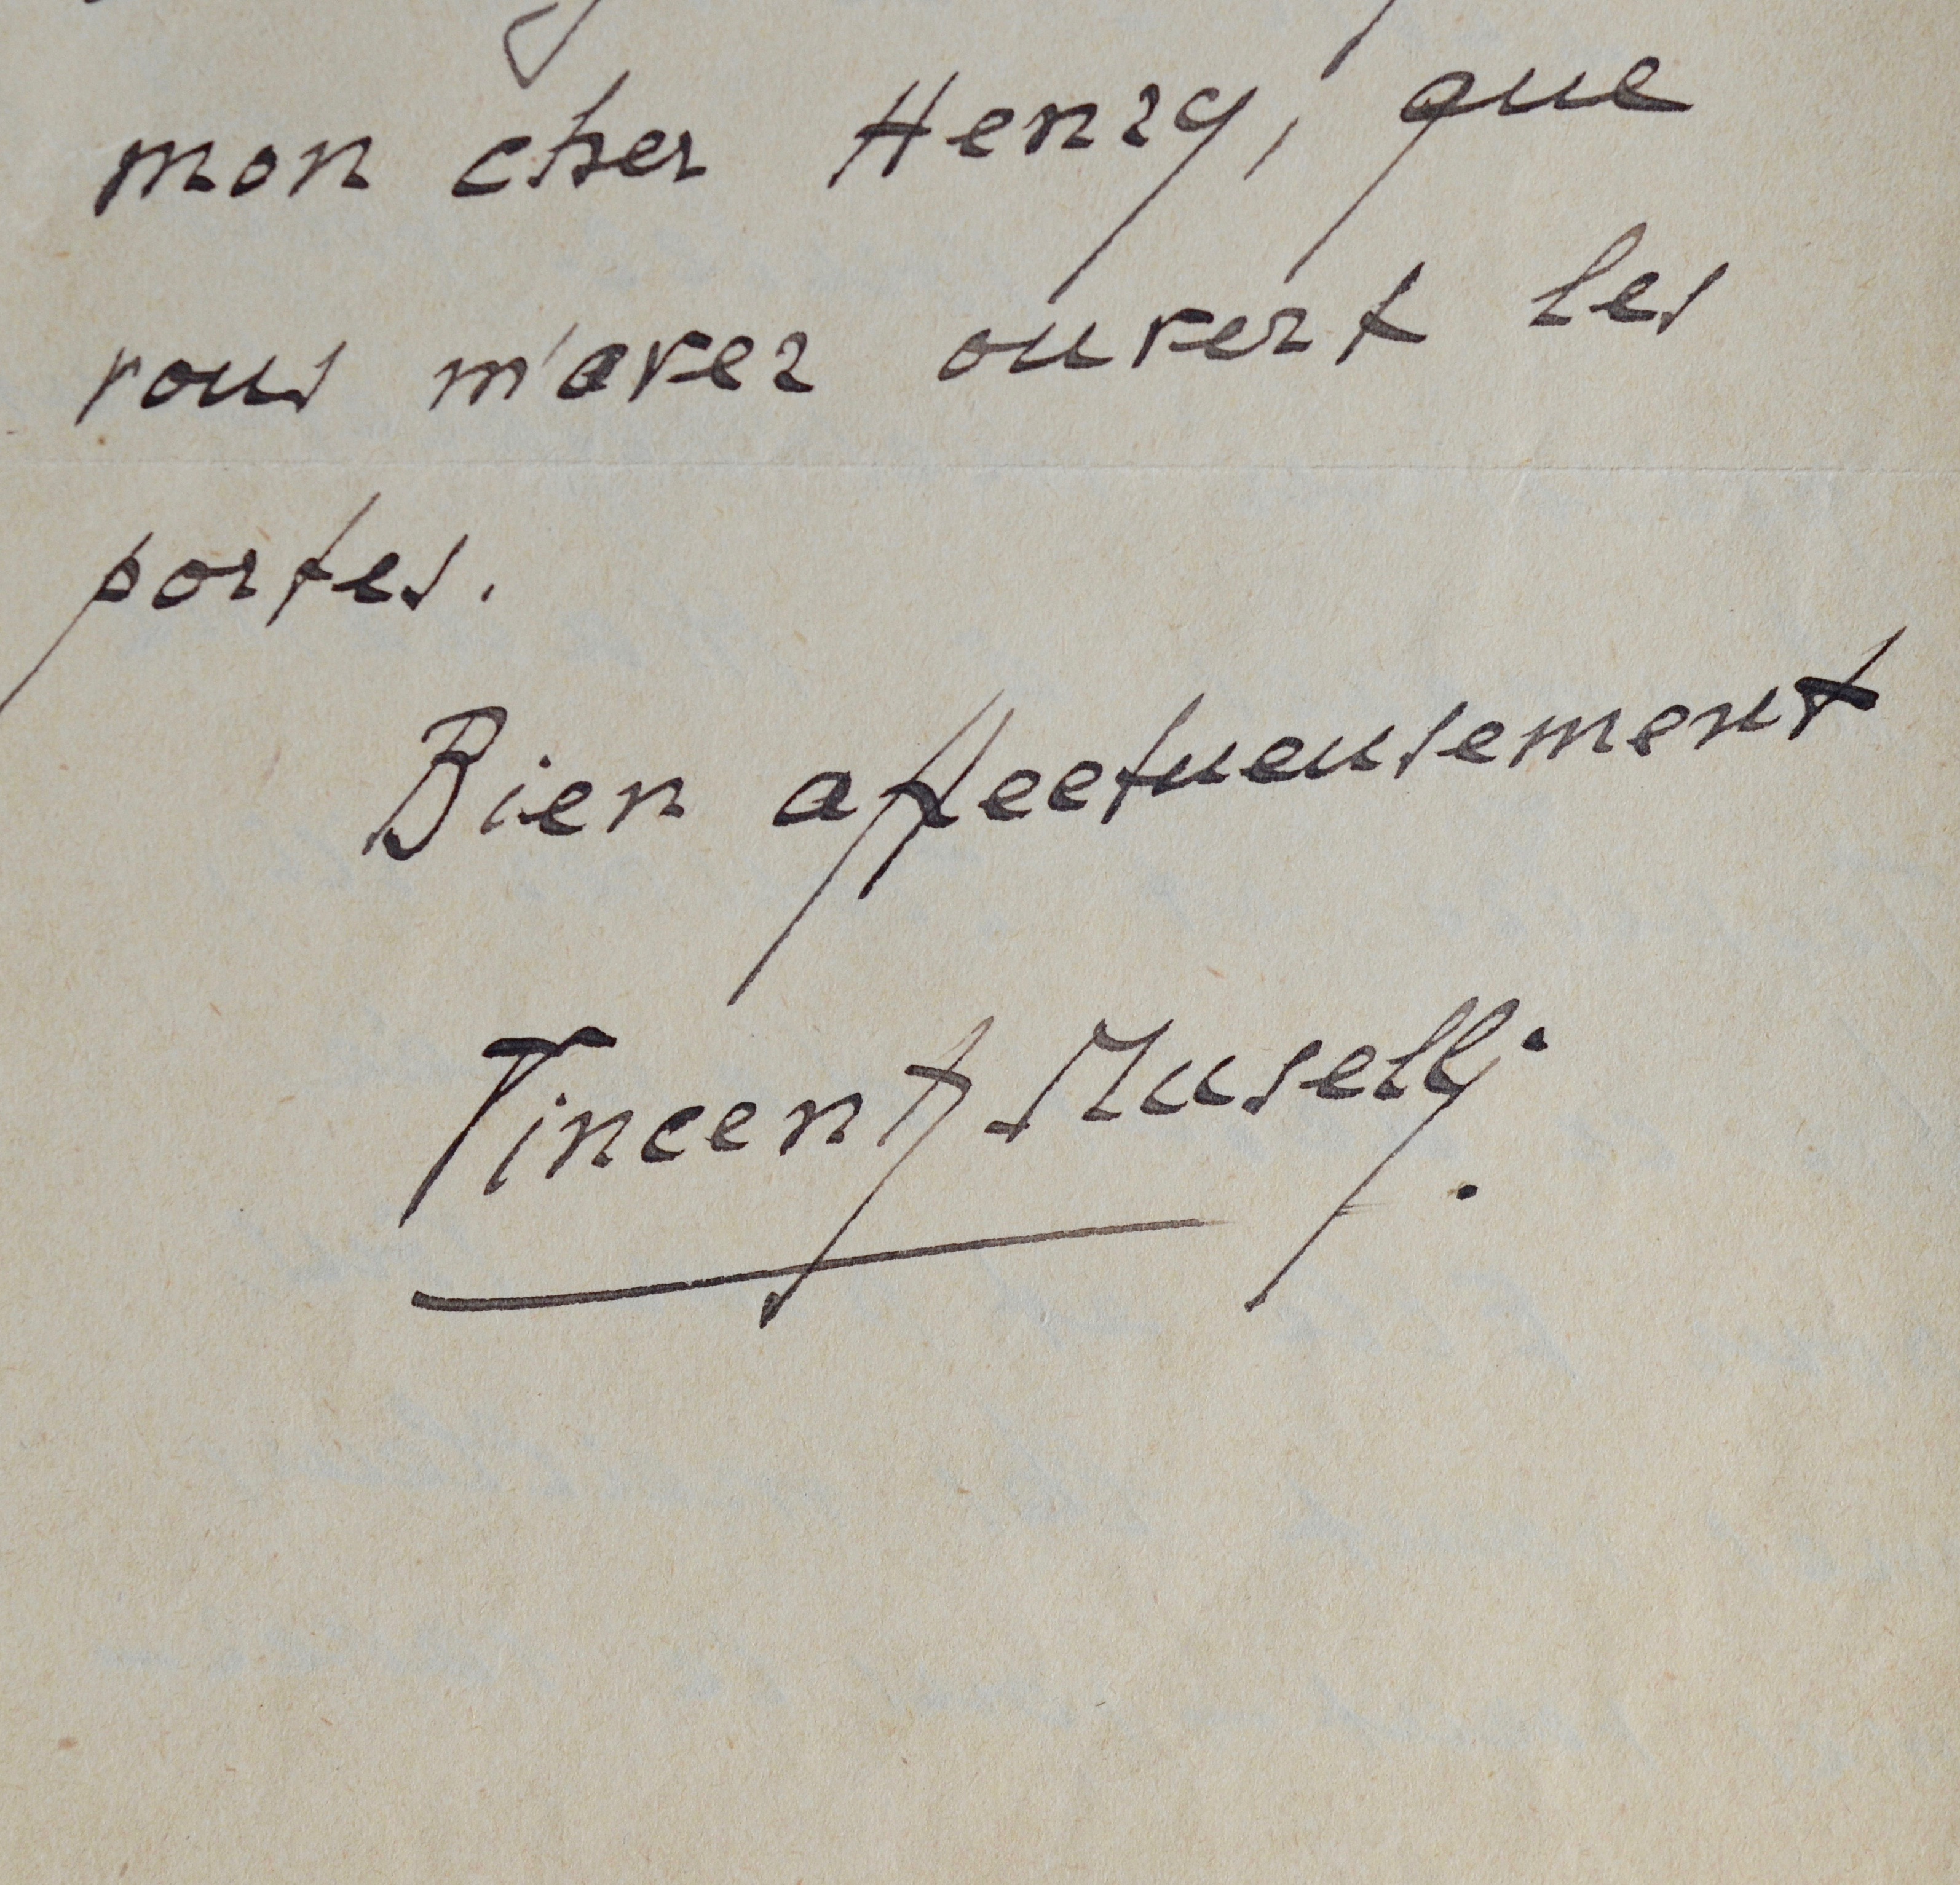 mon cher Henry, que
vous m'avez ouvert les
portes.
Bien affectueusement
Vincent Muselli.